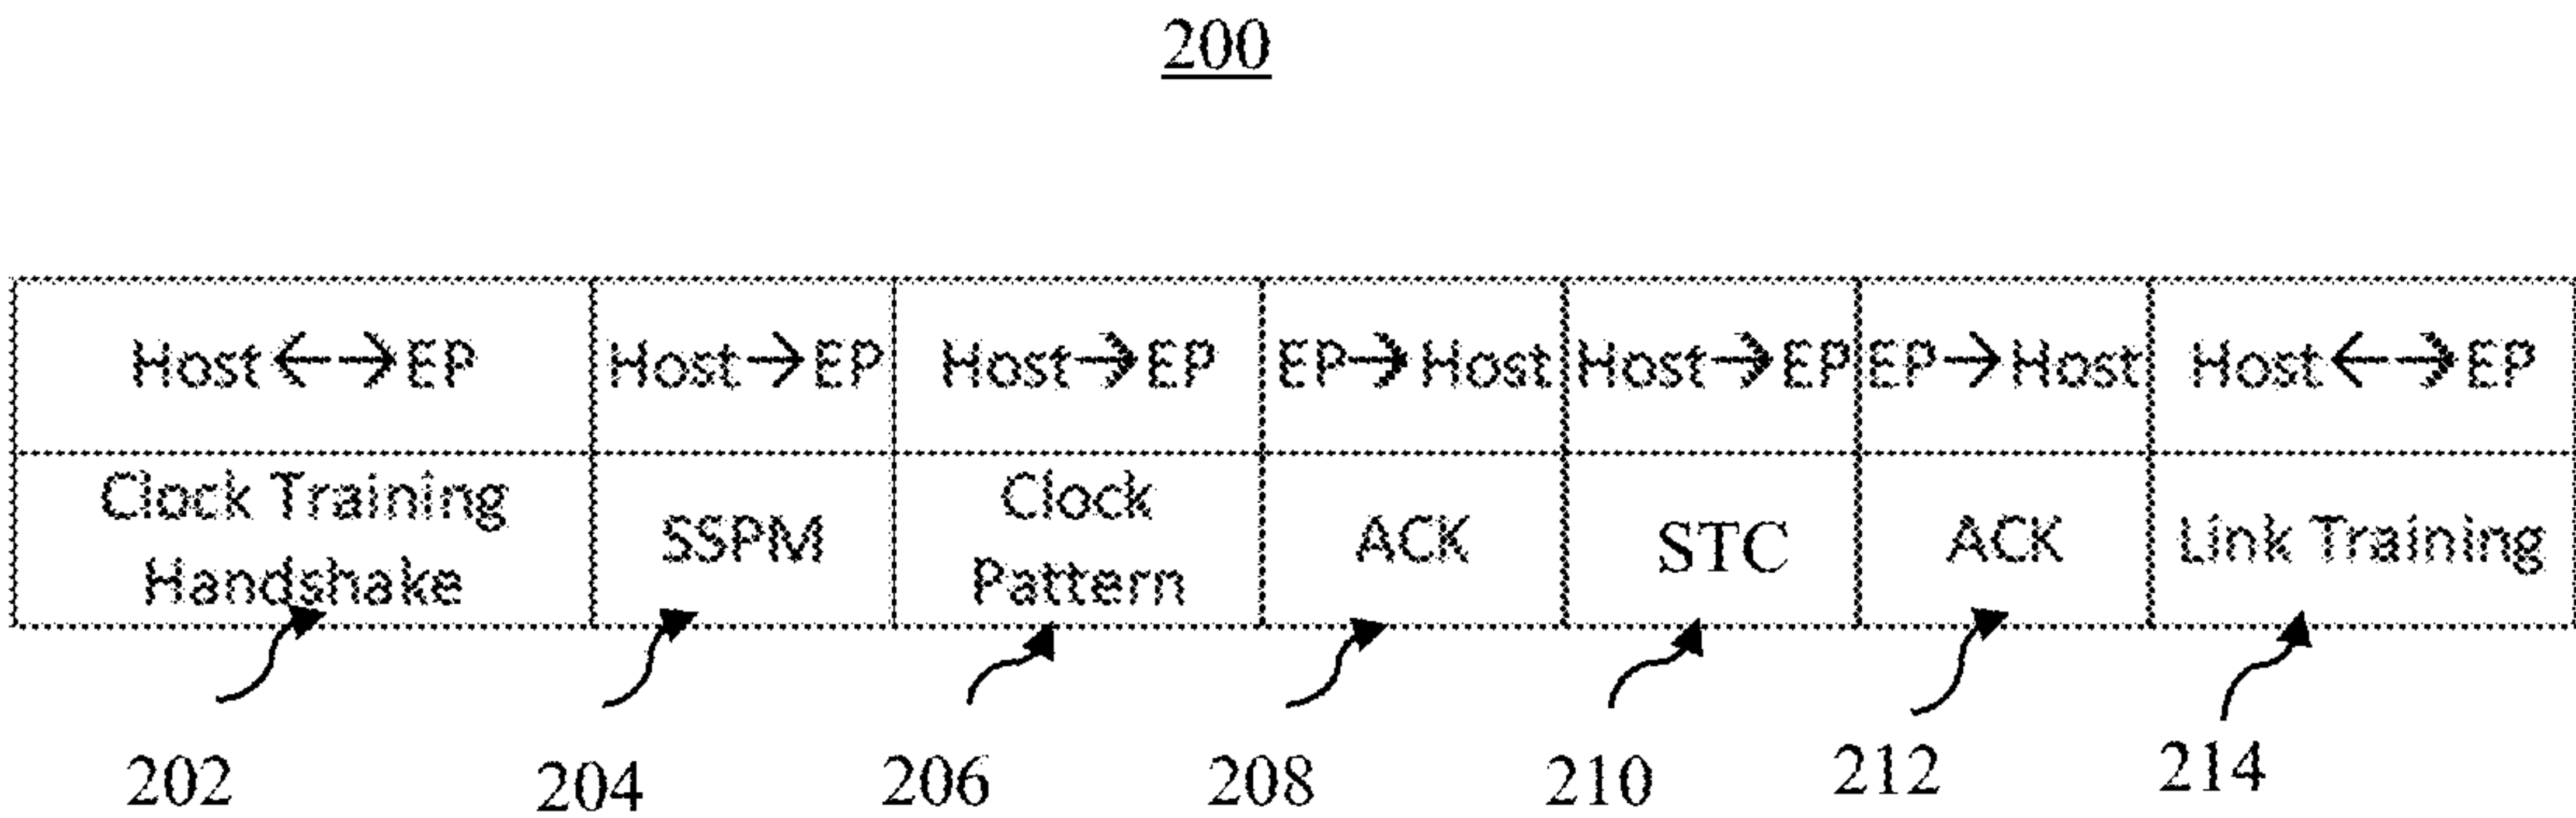 200
Host←→EP Host→EP Host→EP EP→Host Host→EP EP→Host Host←→EP
Clock Training Handshake SSPM Clock Pattern ACK STC ACK Link Training
202 204 206 208 210 212 214